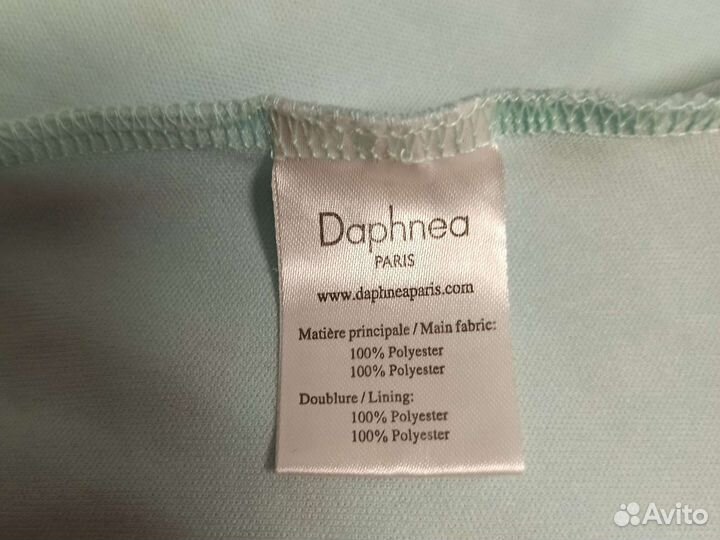 Daphnea
PARIS
www.daphneaparis.com
Matière principale / Main fabric:
100% Polyester
100% Polyester
Doublure / Lining:
100% Polyester
100% Polyester
Avito